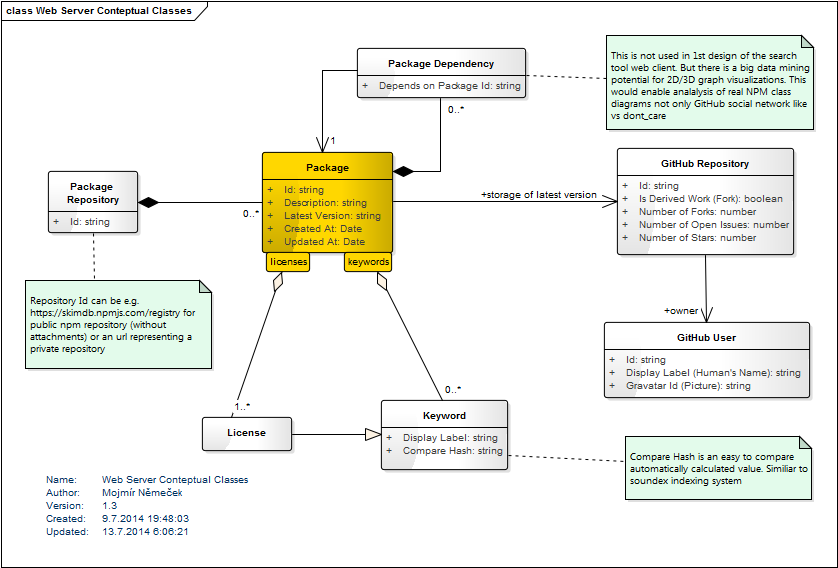 class Web Server Conteptual Classes
Package Dependency
+ Depends on Package Id: string
This is not used in 1st design of the search
tool web client. But there is a big data mining
potential for 2D/3D graph visualizations. This
would enable analalysis of real NPM class
diagrams not only GitHub social network like
vs dont_care
0..*
1
Package
+ Id: string
+ Description: string
+ Latest Version: string
+ Created At: Date
+ Updated At: Date
licenses
keywords
Package
Repository
+ Id: string
0..*
+storage of latest version
GitHub Repository
+ Id: string
+ Is Derived Work (Fork): boolean
+ Number of Forks: number
+ Number of Open Issues: number
+ Number of Stars: number
Repository Id can be e.g.
https://skimdb.npmjs.com/registry for
public npm repository (without
attachments) or an url representing a
private repository
+owner
GitHub User
+ Id: string
+ Display Label (Human's Name): string
+ Gravatar Id (Picture): string
0..*
1..*
License
Keyword
+ Display Label: string
+ Compare Hash: string
Compare Hash is an easy to compare
automatically calculated value. Similiar to
soundex indexing system
Name: Web Server Conteptual Classes
Author: Mojmír Němeček
Version: 1.3
Created: 9.7.2014 19:48:03
Updated: 13.7.2014 6:06:21